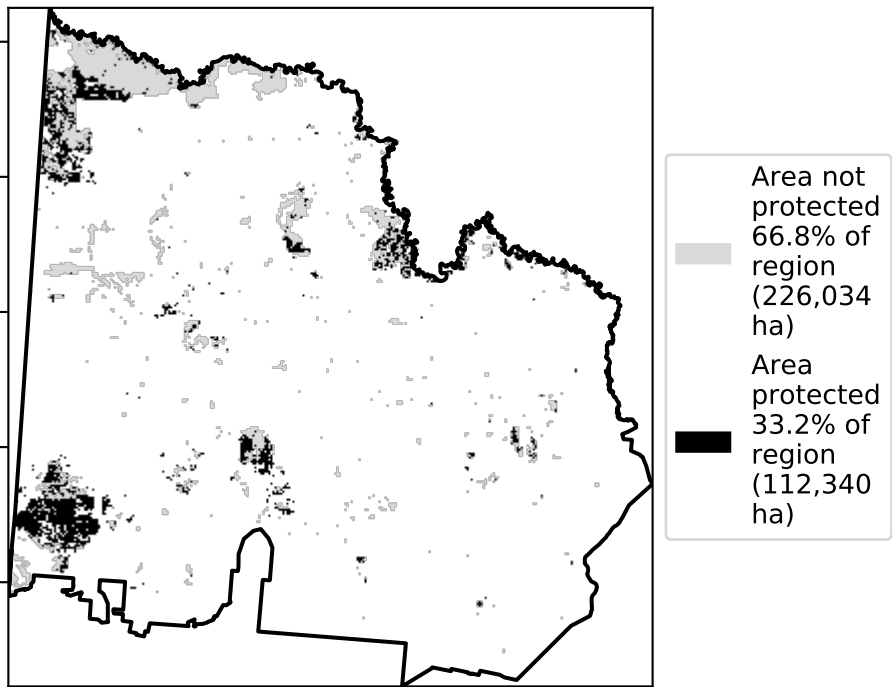 Area not
protected
66.8% of
region
(226,034
ha)
Area
protected
33.2% of
region
(112,340
ha)